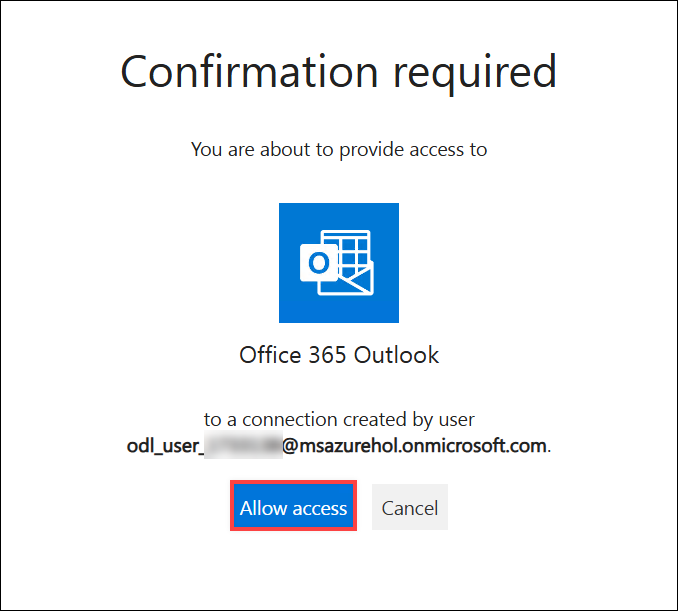 Confirmation required
You are about to provide access to
O
Office 365 Outlook
to a connection created by user
odl_user_@msazurehol.onmicrosoft.com.
Allow access Cancel